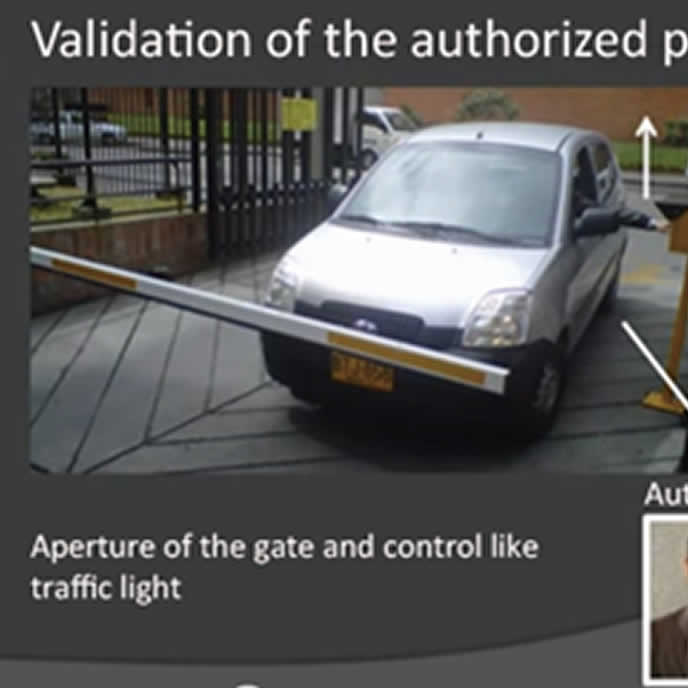 Validation of the authorized p
Aut
Aperture of the gate and control like
traffic light